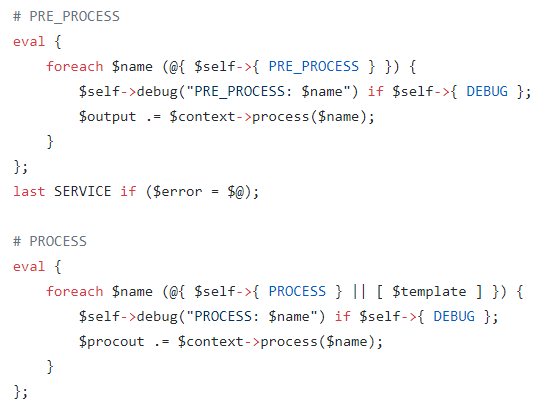 # PRE_PROCESS
eval {
    foreach $name (@{ $self->{ PRE_PROCESS } }) {
        $self->debug("PRE_PROCESS: $name") if $self->{ DEBUG };
        $output .= $context->process($name);
    }
};
last SERVICE if ($error = $@);

# PROCESS
eval {
    foreach $name (@{ $self->{ PROCESS } || [ $template ] }) {
        $self->debug("PROCESS: $name") if $self->{ DEBUG };
        $procout .= $context->process($name);
    }
};